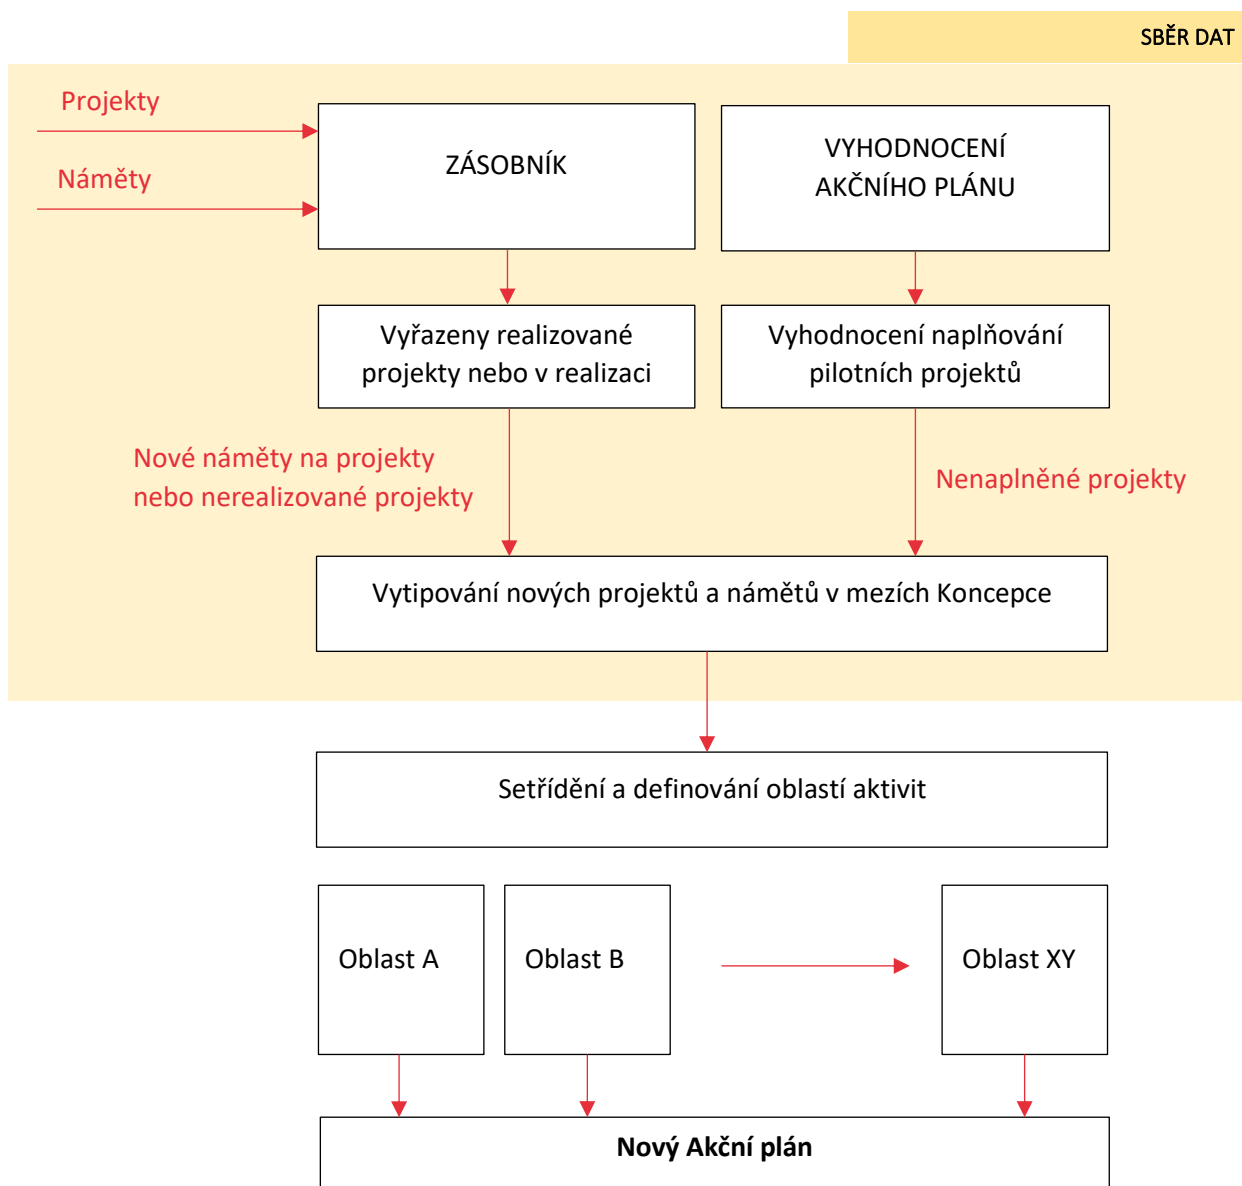 SBĚR DAT
Projekty
Náměty
ZÁSOBNÍK
VYHODNOCENÍ
AKČNÍHO PLÁNU
Vyřazeny realizované
projekty nebo v realizaci
Vyhodnocení naplňování
pilotních projektů
Nové náměty na projekty
nebo nerealizované projekty
Nenaplněné projekty
Vytipování nových projektů a námětů v mezích Koncepce
Setřídění a definování oblastí aktivit
Oblast A
Oblast B
Oblast XY
Nový Akční plán